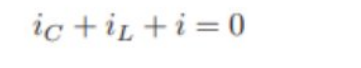 i_C + i_L + i = 0